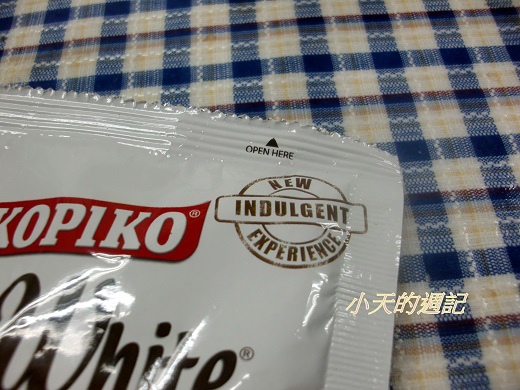 OPEN HERE
NEW
INDULGENT
EXPERIENCE
KOPIKO®
White®
小天的週記